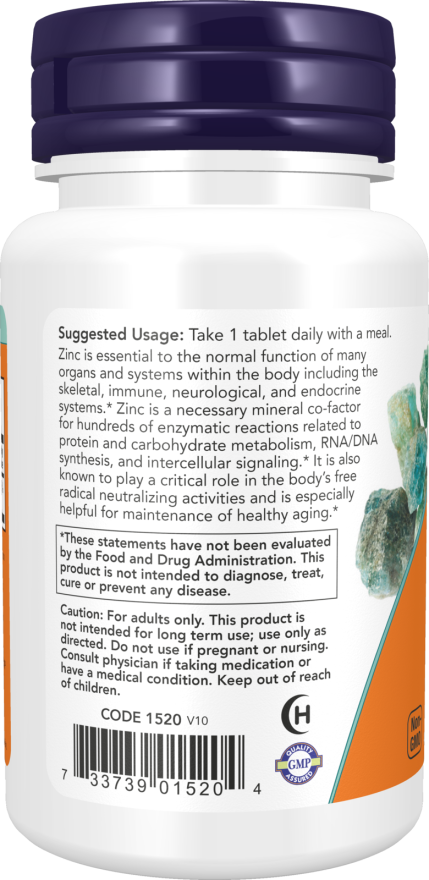 Suggested Usage: Take 1 tablet daily with a meal.
Zinc is essential to the normal function of many
organs and systems within the body including the
skeletal, immune, neurological, and endocrine
systems.* Zinc is a necessary mineral co-factor
for hundreds of enzymatic reactions related to
protein and carbohydrate metabolism, RNA/DNA
synthesis, and intercellular signaling.* It is also
known to play a critical role in the body's free
radical neutralizing activities and is especially
helpful for maintenance of healthy aging.*
*These statements have not been evaluated
by the Food and Drug Administration. This
product is not intended to diagnose, treat,
cure or prevent any disease.
Caution: For adults only. This product is
not intended for long term use; use only as
directed. Do not use if pregnant or nursing.
Consult physician if taking medication or
have a medical condition. Keep out of reach
of children.
CODE 1520 V10
7 33739 01520 4
H
QUALITY
GMP
ASSURED
Non-
GMO